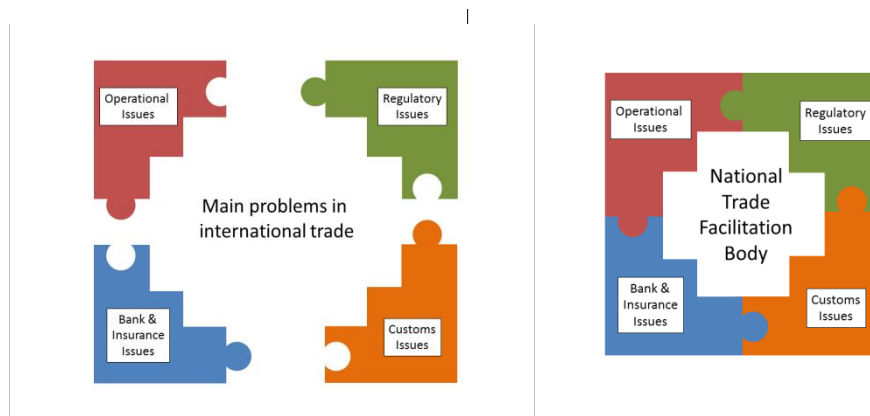 Operational
Issues
Regulatory
Issues
Main problems in
international trade
Bank &
Insurance
Issues
Customs
Issues
Operational
Issues
Regulatory
Issues
National
Trade
Facilitation
Body
Bank &
Insurance
Issues
Customs
Issues